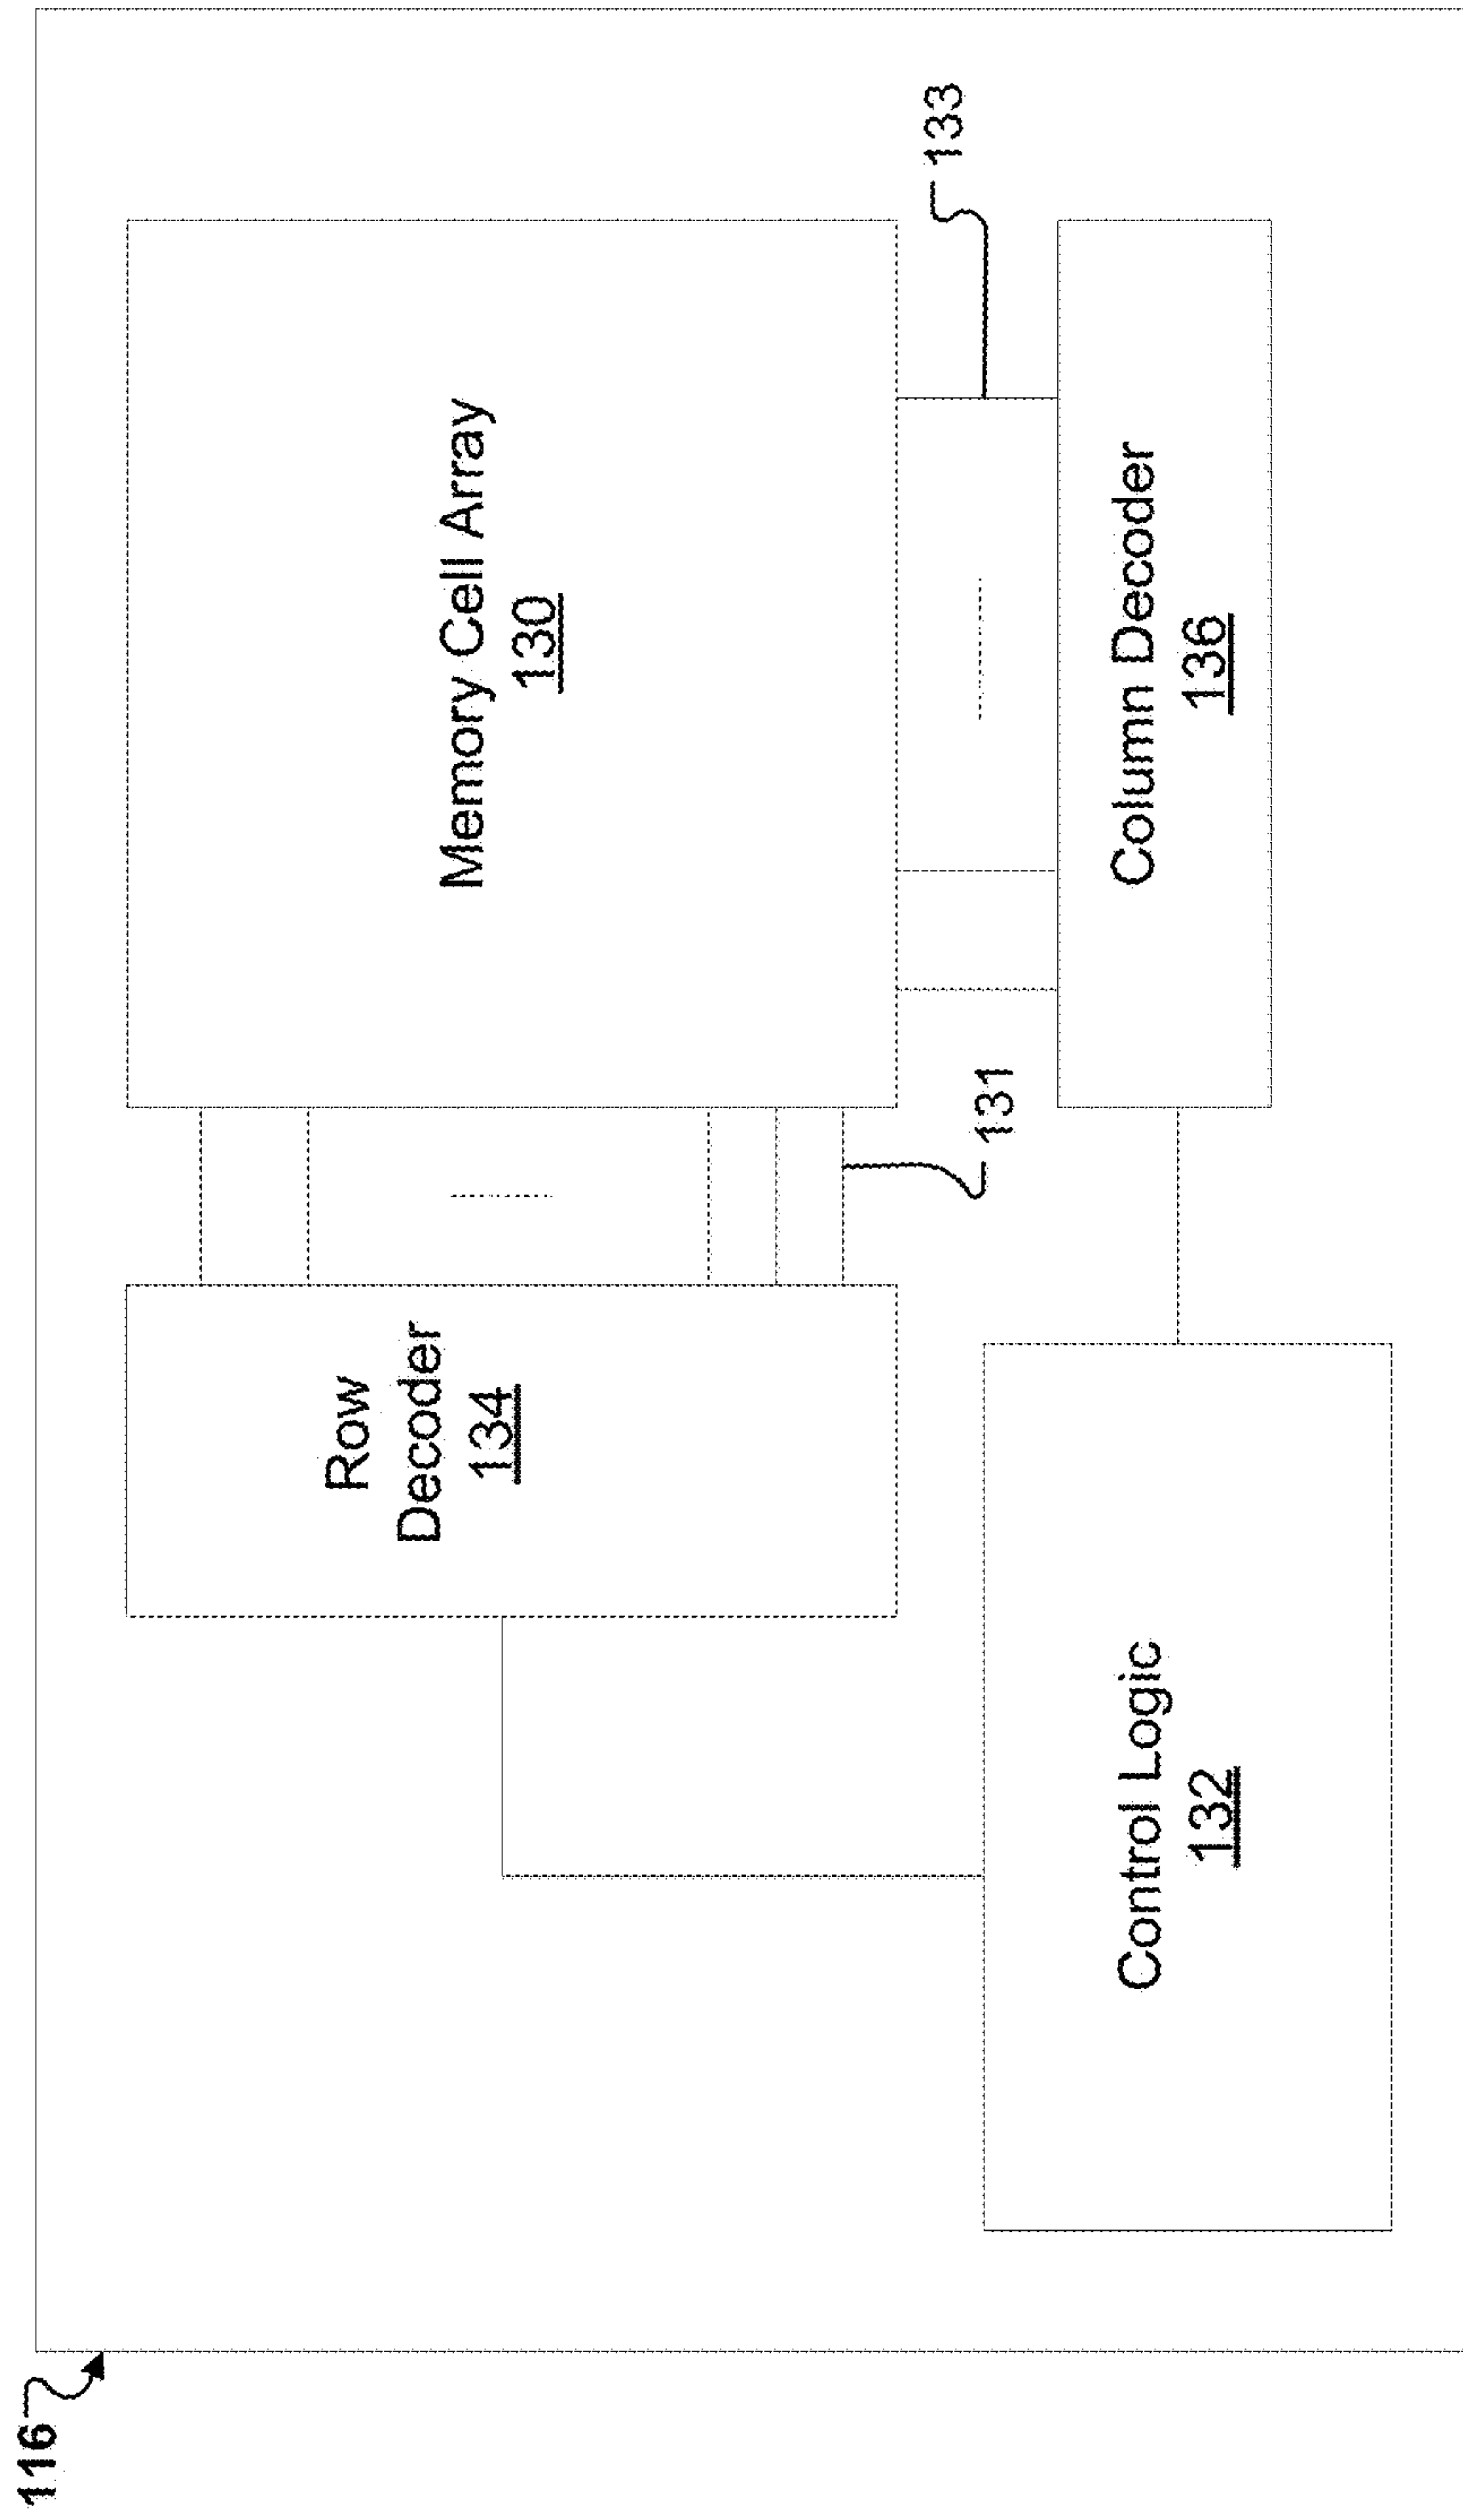 116
Memory Cell Array
130
Row
Decoder
134
131
133
Column Decoder
136
Control Logic
132